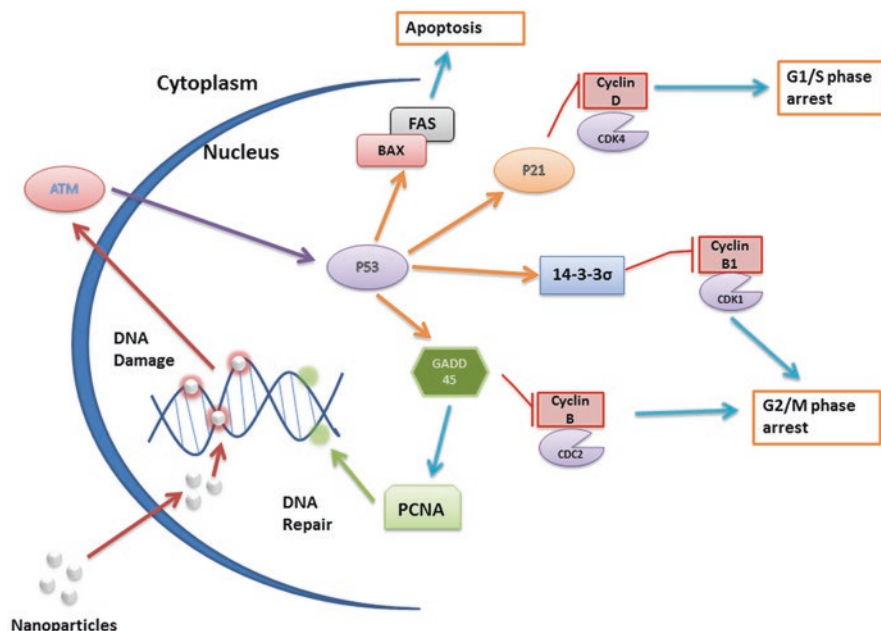 Apoptosis
Cytoplasm
G1/S phase
arrest
Cyclin
D
FAS
CDK4
Nucleus
BAX
P21
ATM
Cyclin
B1
P53
14-3-3σ
CDK1
DNA
Damage
GADD
45
Cyclin
B
G2/M phase
arrest
CDC2
DNA
Repair
PCNA
Nanoparticles